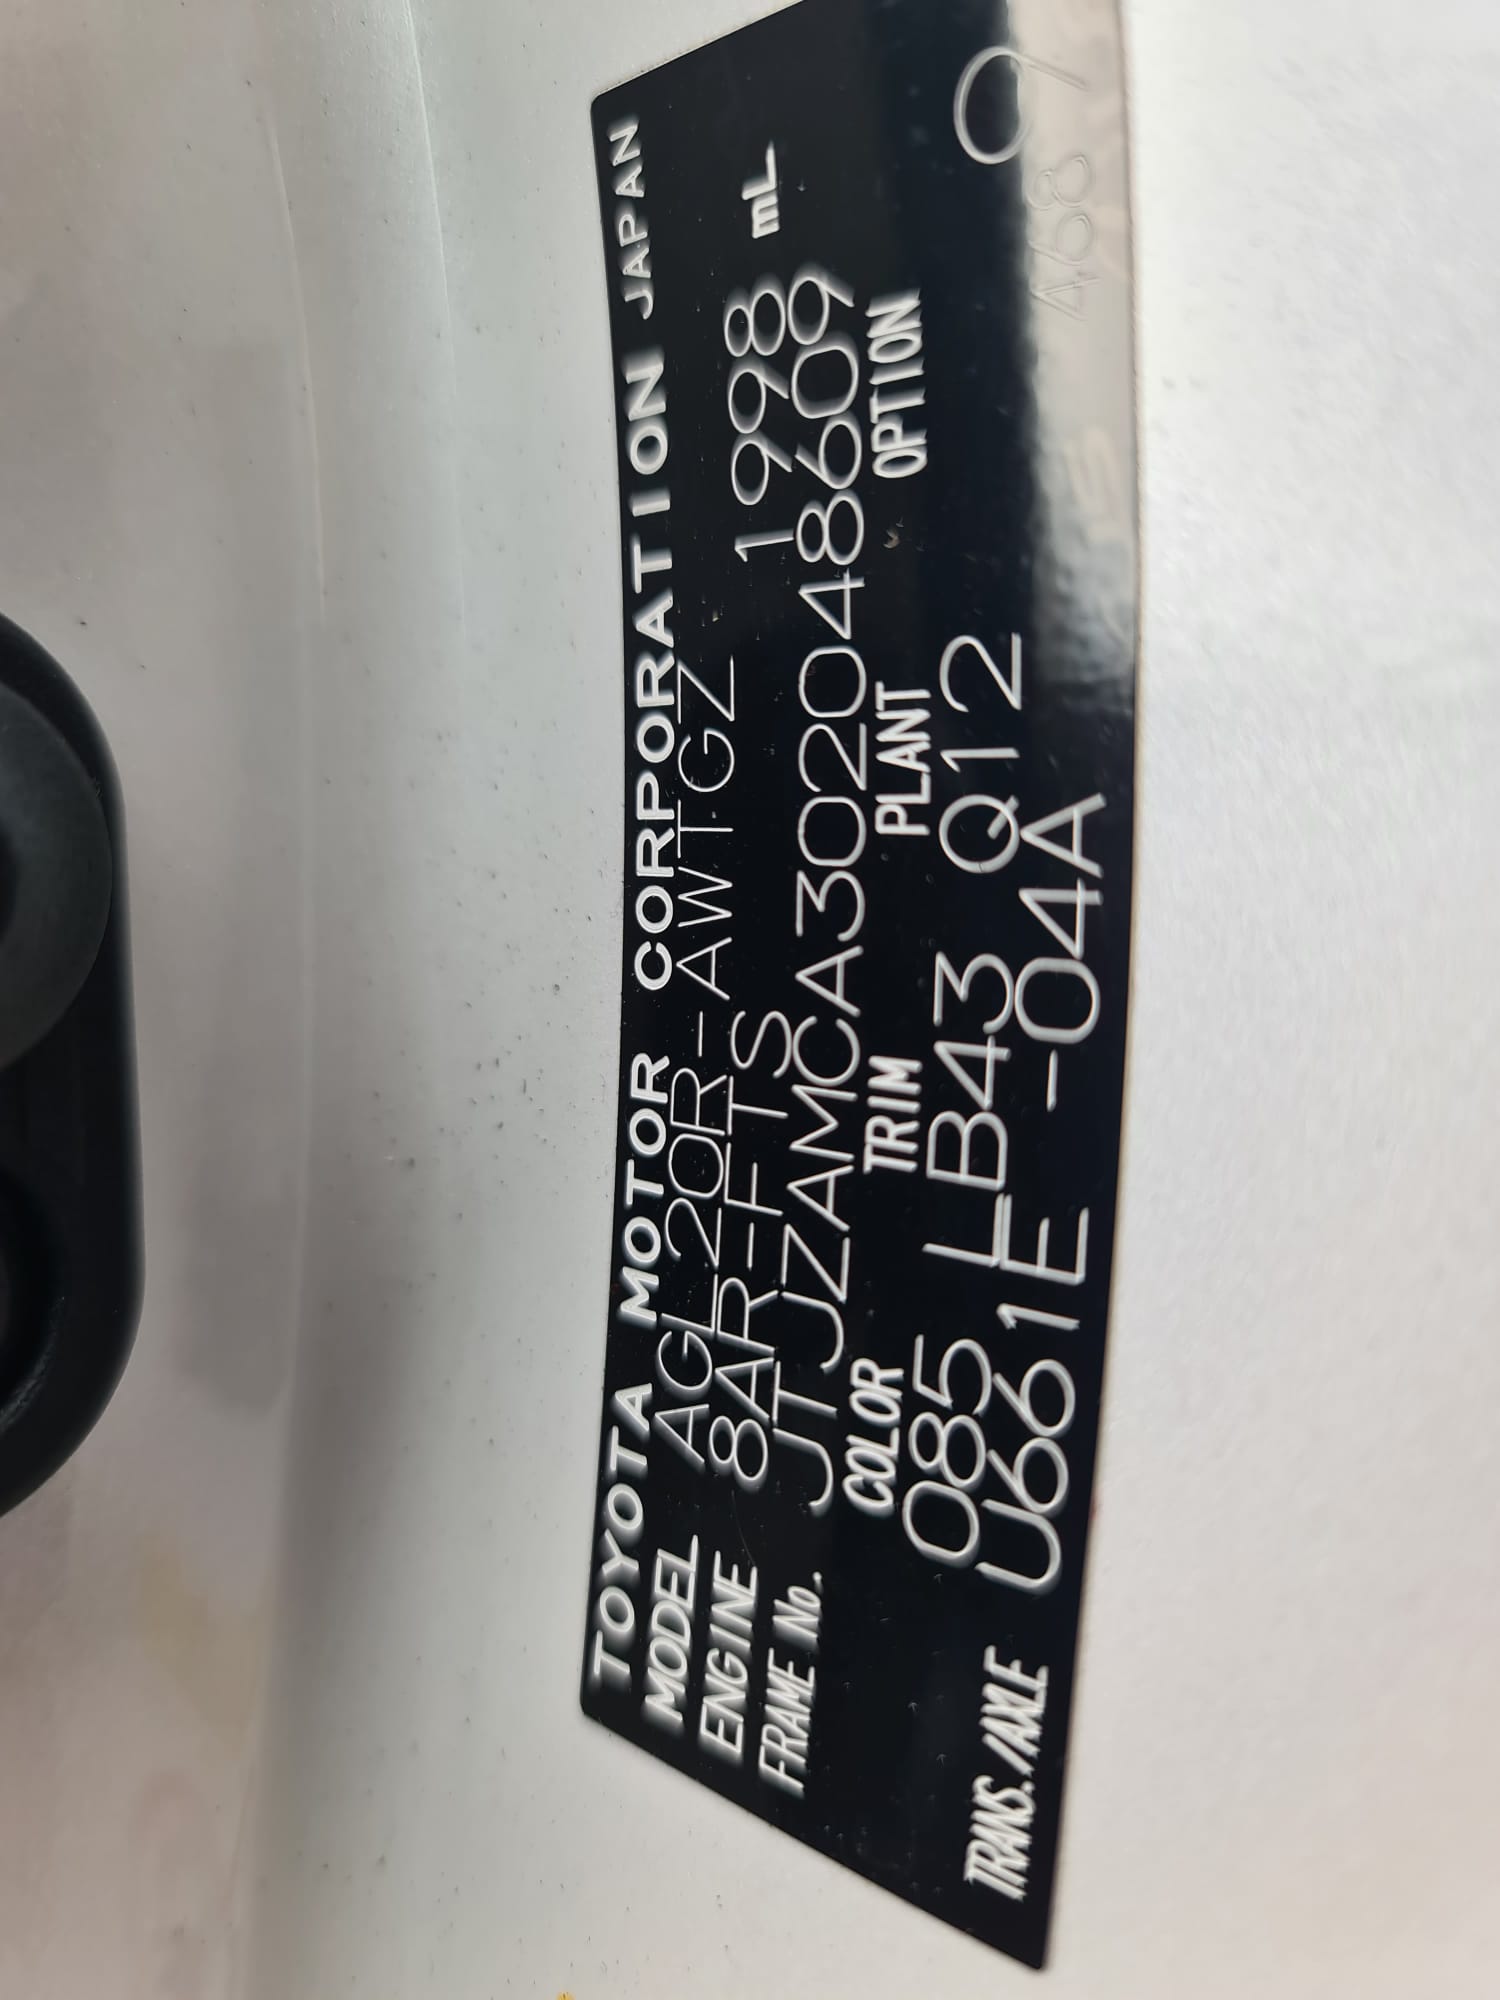 TOYOTA MOTOR CORPORATION JAPAN
MODEL AGL20R-AWTGZ
ENGINE 8AR-FTS 1998 mL
FRAME No. JTJZAMCA302048609
COLOR TRIM PLANT OPTION
085 LB43 Q12
TRANS./AXLE U661E -04A 468